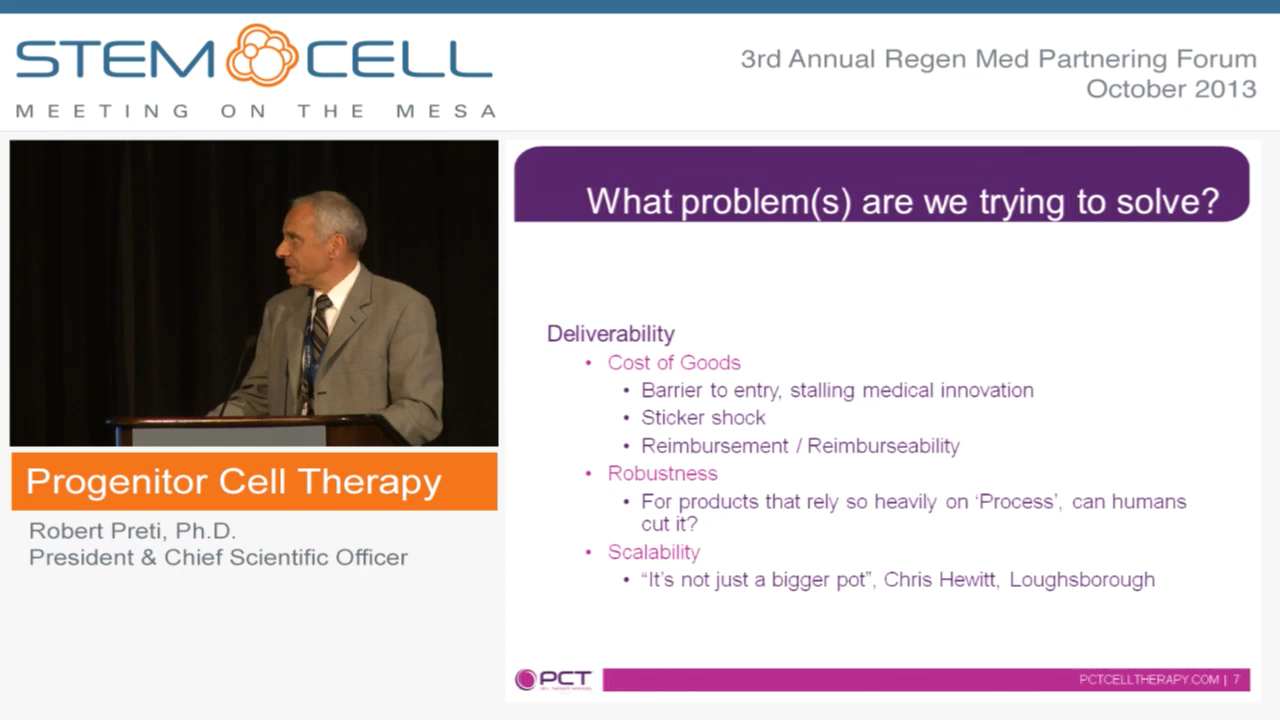 STEM CELL
MEETING ON THE MESA
3rd Annual Regen Med Partnering Forum
October 2013
What problem(s) are we trying to solve?
Deliverability
• Cost of Goods
• Barrier to entry, stalling medical innovation
• Sticker shock
• Reimbursement / Reimburseability
• Robustness
• For products that rely so heavily on ‘Process’, can humans
cut it?
• Scalability
• “It’s not just a bigger pot”, Chris Hewitt, Loughsborough
Progenitor Cell Therapy
Robert Preti, Ph.D.
President & Chief Scientific Officer
PCT
CELL THERAPY SERVICES
PCTCELLTHERAPY.COM | 7